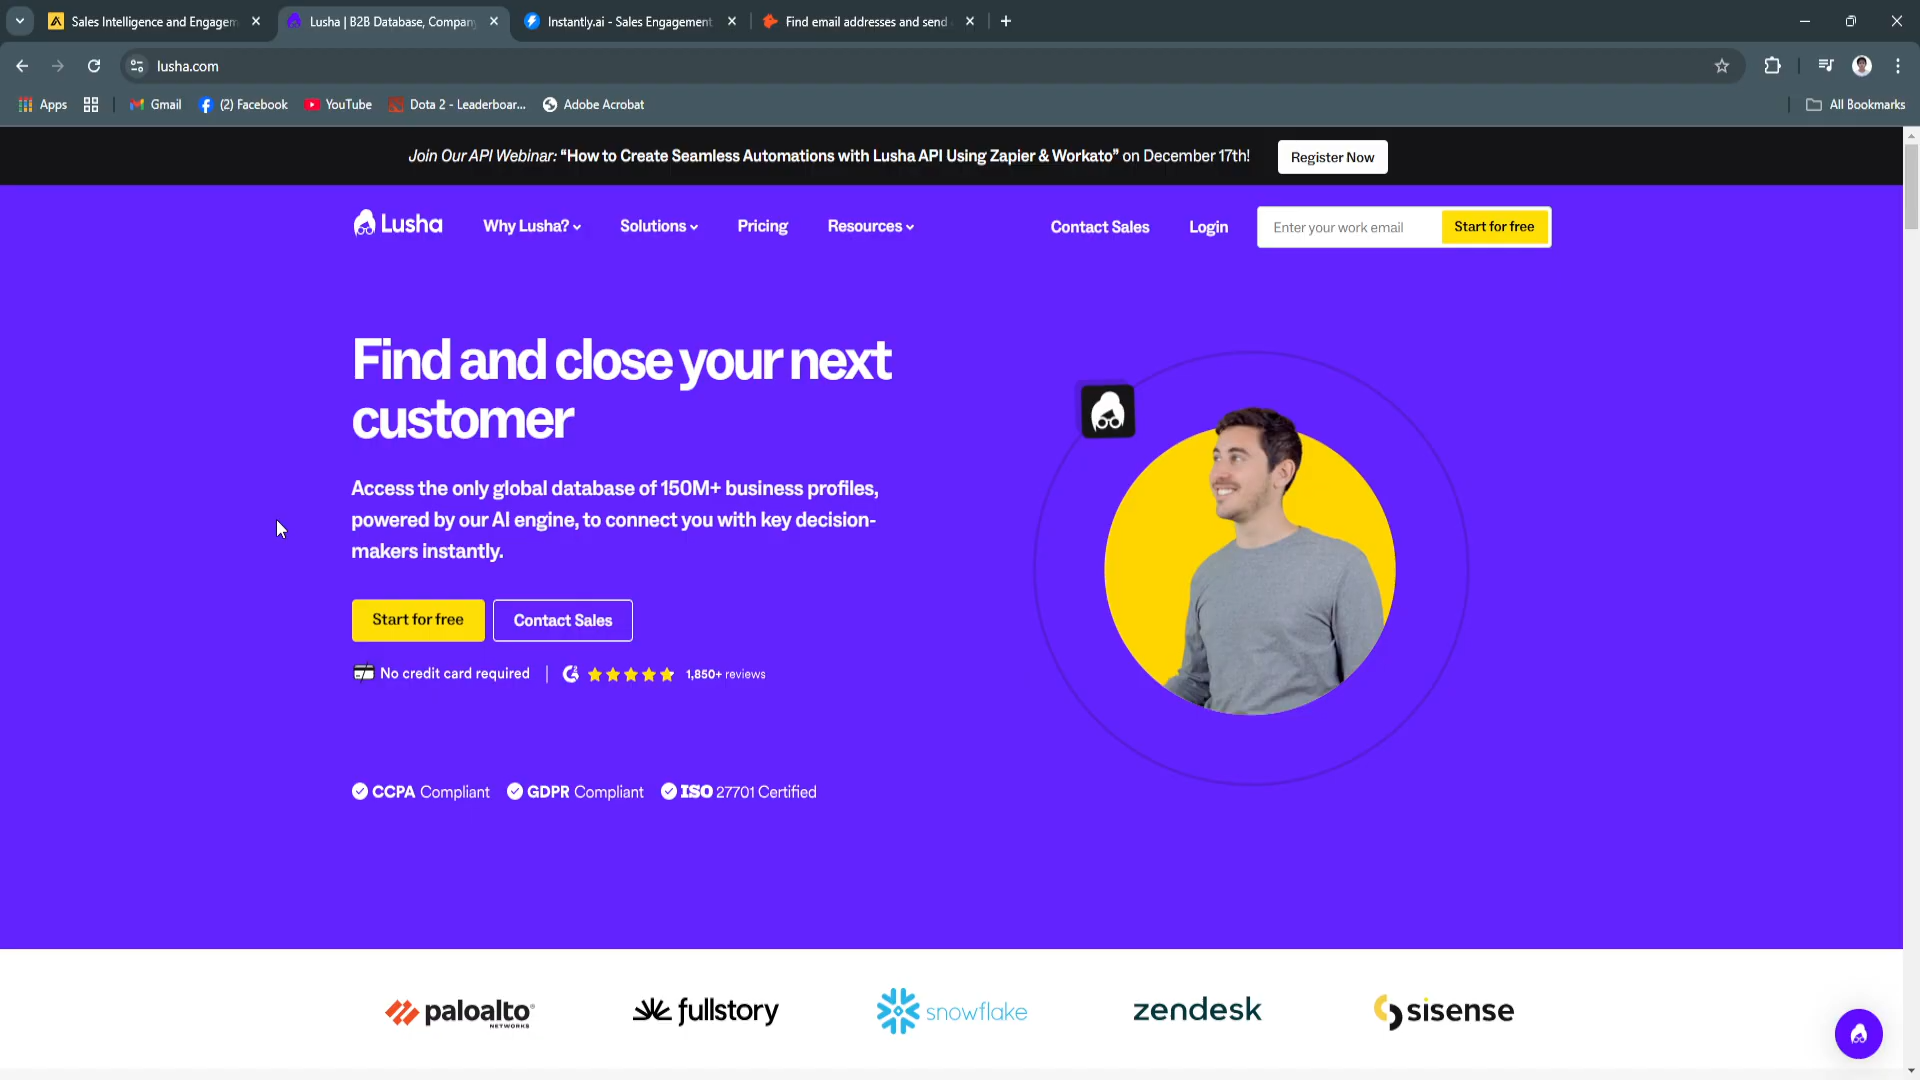 Sales Intelligence and Engagem
Lusha | B2B Database, Company
Instantly.ai - Sales Engagement
Find email addresses and send
lusha.com
Apps
Gmail
(2) Facebook
YouTube
Dota 2 - Leaderboar...
Adobe Acrobat
All Bookmarks
Join Our API Webinar: “How to Create Seamless Automations with Lusha API Using Zapier & Workato” on December 17th!
Register Now
Lusha
Why Lusha?
Solutions
Pricing
Resources
Contact Sales
Login
Enter your work email
Start for free
Find and close your next
customer
Access the only global database of 150M+ business profiles,
powered by our AI engine, to connect you with key decision-
makers instantly.
Start for free
Contact Sales
No credit card required
1,850+ reviews
CCPA Compliant
GDPR Compliant
ISO 27701 Certified
paloalto
NETWORKS
fullstory
snowflake
zendesk
sisense